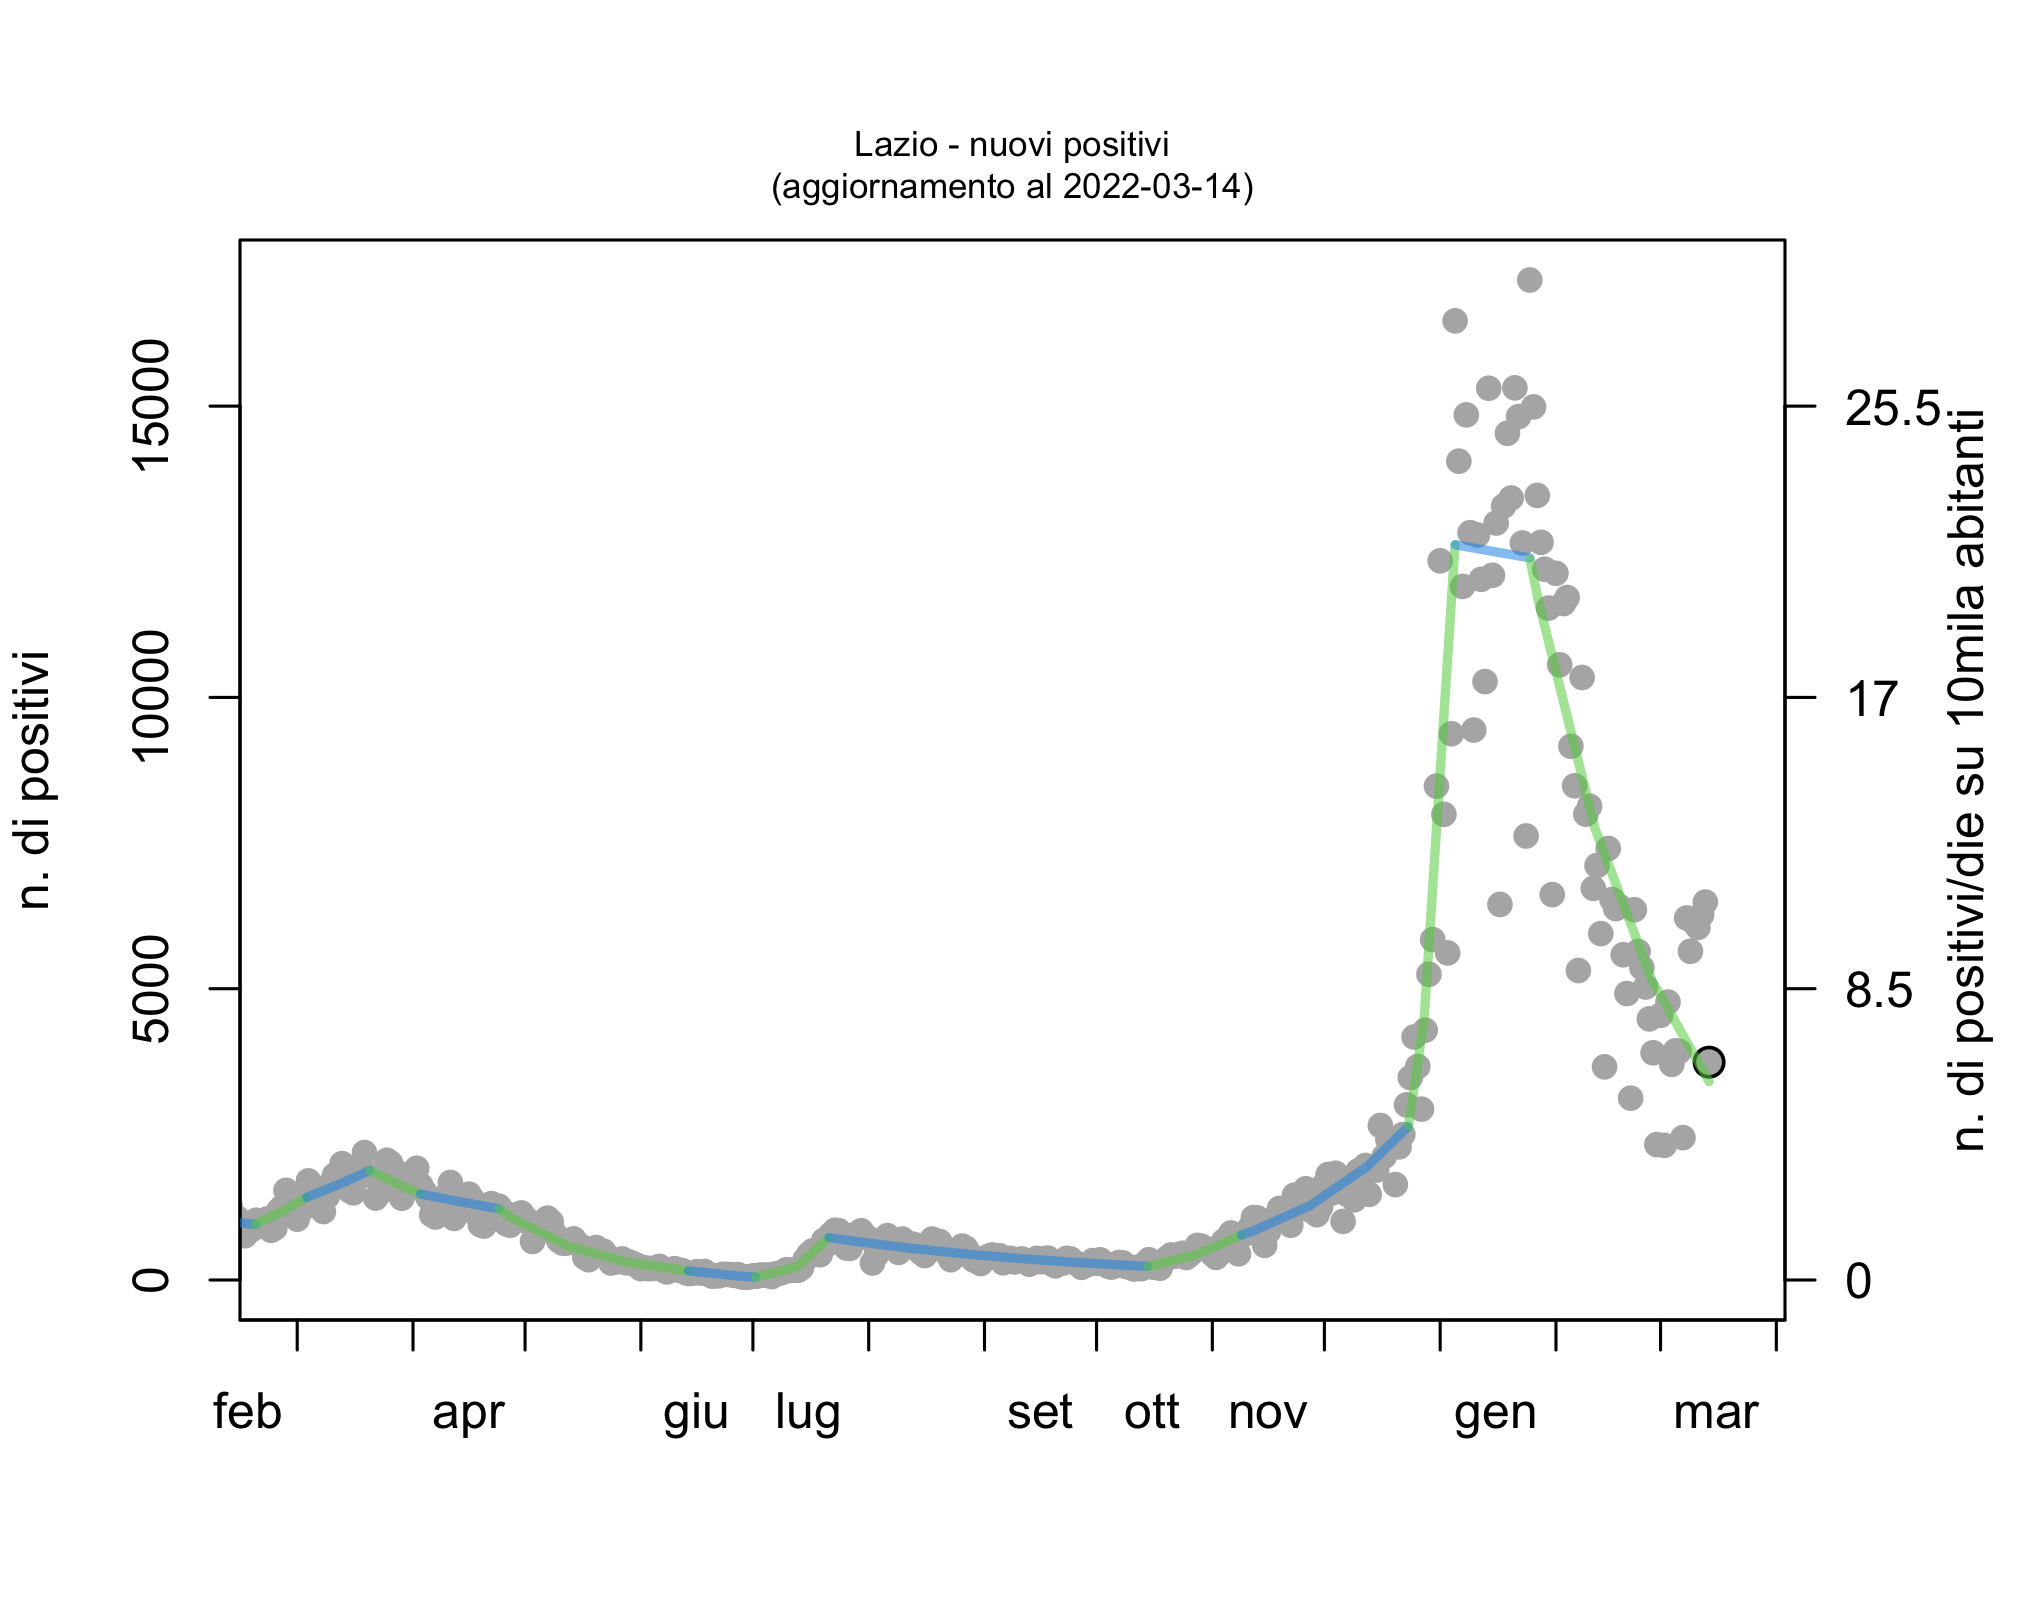 Lazio - nuovi positivi
(aggiornamento al 2022-03-14)
n. di positivi
15000
10000
5000
0
25.5
17
8.5
0
n. di positivi/die su 10mila abitanti
feb apr giu lug set ott nov gen mar